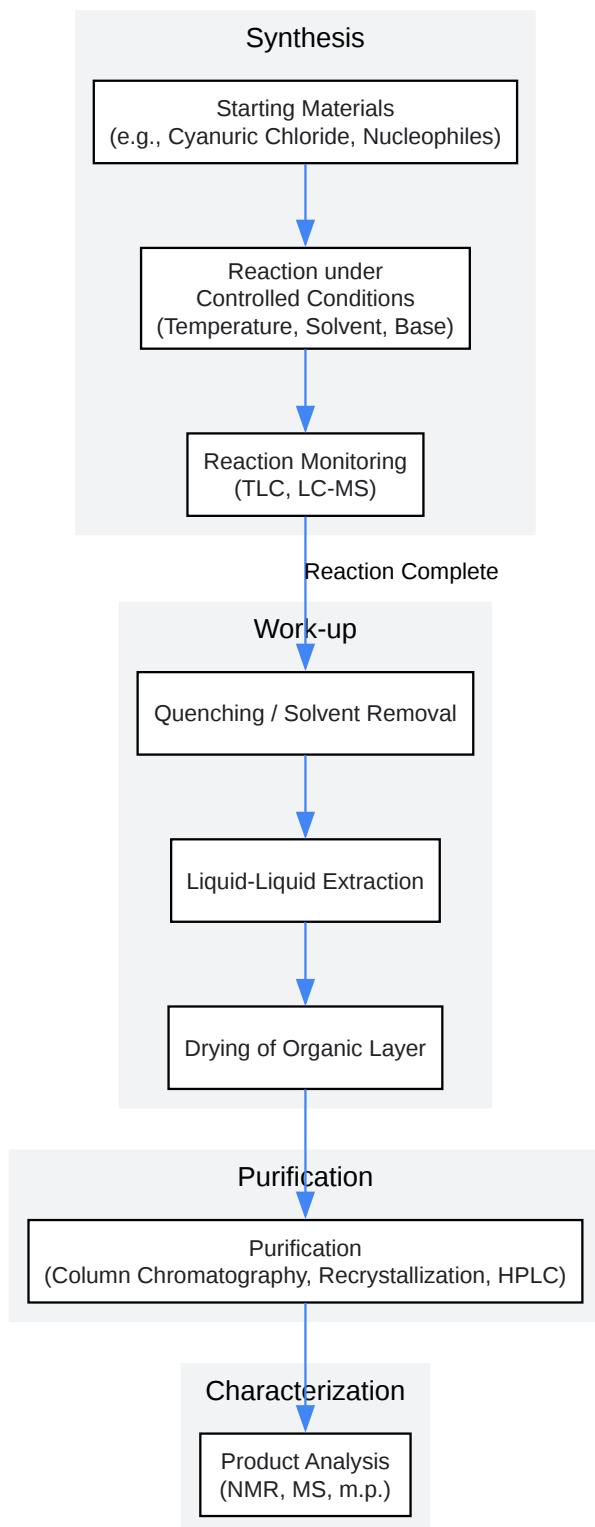 Synthesis
Starting Materials
(e.g., Cyanuric Chloride, Nucleophiles)
Reaction under
Controlled Conditions
(Temperature, Solvent, Base)
Reaction Monitoring
(TLC, LC-MS)
Reaction Complete
Work-up
Quenching / Solvent Removal
Liquid-Liquid Extraction
Drying of Organic Layer
Purification
Purification
(Column Chromatography, Recrystallization, HPLC)
Characterization
Product Analysis
(NMR, MS, m.p.)